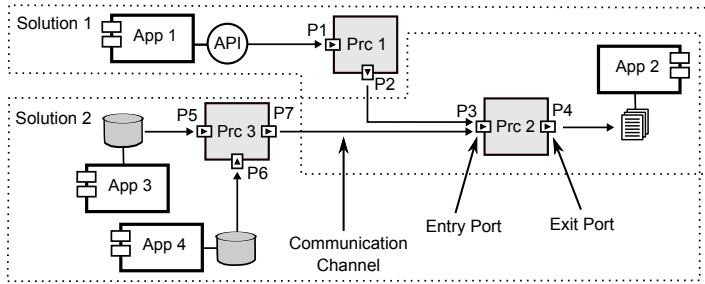 Solution 1
App 1
API
P1
Prc 1
P2
App 2
Solution 2
P5
P7
Prc 3
P6
P3
P4
Prc 2
App 3
App 4
Entry Port
Exit Port
Communication
Channel